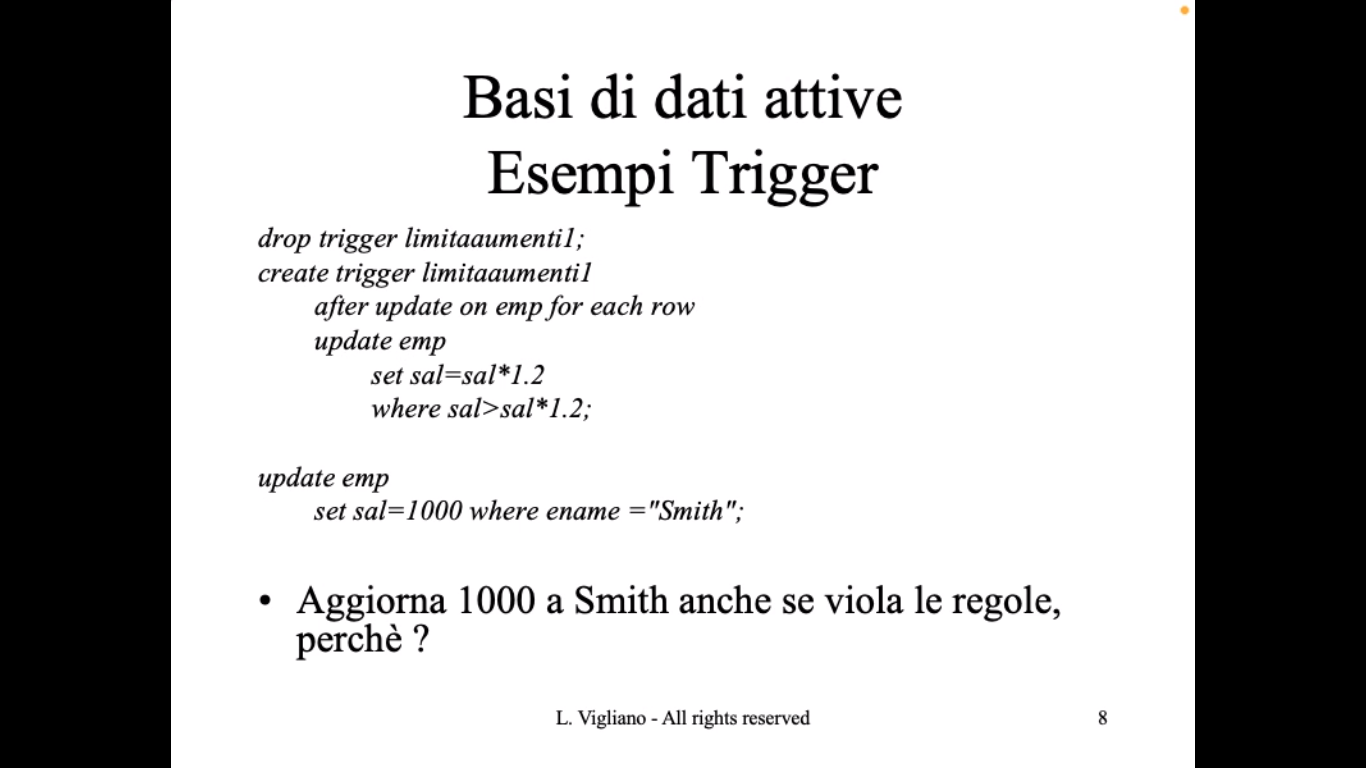 Basi di dati attive
Esempi Trigger
drop trigger limitaaumenti1;
create trigger limitaaumenti1
after update on emp for each row
update emp
set sal=sal*1.2
where sal>sal*1.2;
update emp
set sal=1000 where ename ="Smith";
• Aggiorna 1000 a Smith anche se viola le regole,
perchè ?
L. Vigliano - All rights reserved
8